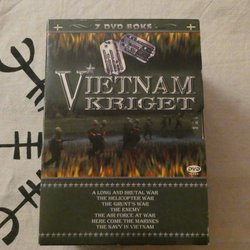 7 DVD BOKS
VIETNAM
KRIGET
A LONG AND BRUTAL WAR
THE HELICOPTER WAR
THE GRUNT'S WAR
THE ENEMY
THE AIR FORCE AT WAR
HERE COME THE MARINES
THE NAVY IN VIETNAM
DVD